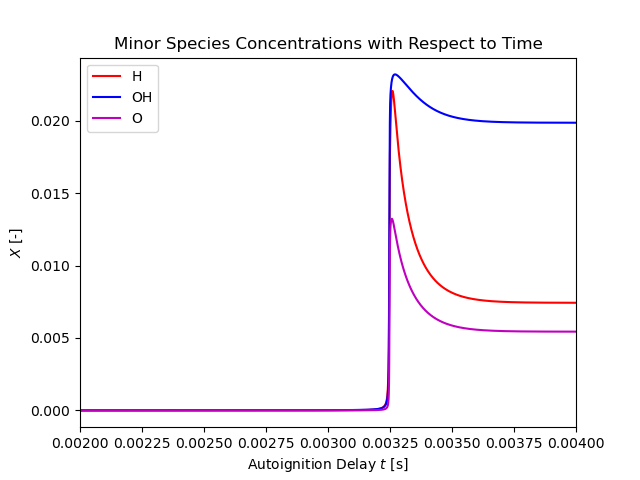 Minor Species Concentrations with Respect to Time
H
OH
O
0.020
0.015
0.010
0.005
0.000
X [-]
0.00200 0.00225 0.00250 0.00275 0.00300 0.00325 0.00350 0.00375 0.00400
Autoignition Delay t [s]